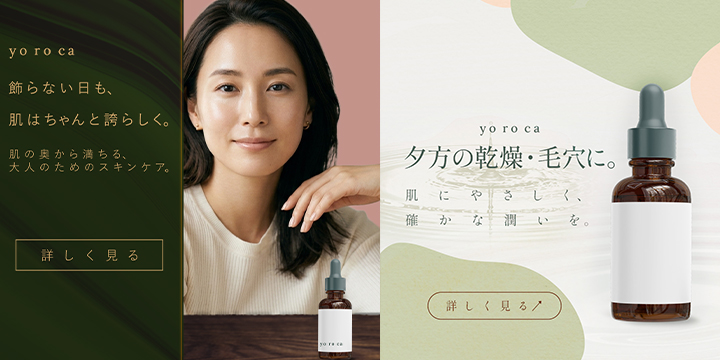 yo ro ca
飾らない日も、
肌はちゃんと誇らしく。
肌の奥から満ちる、
大人のためのスキンケア。
詳しく見る
yo ro ca
yo ro ca
夕方の乾燥・毛穴に。
肌にやさしく、
確かな潤いを。
詳しく見る↗